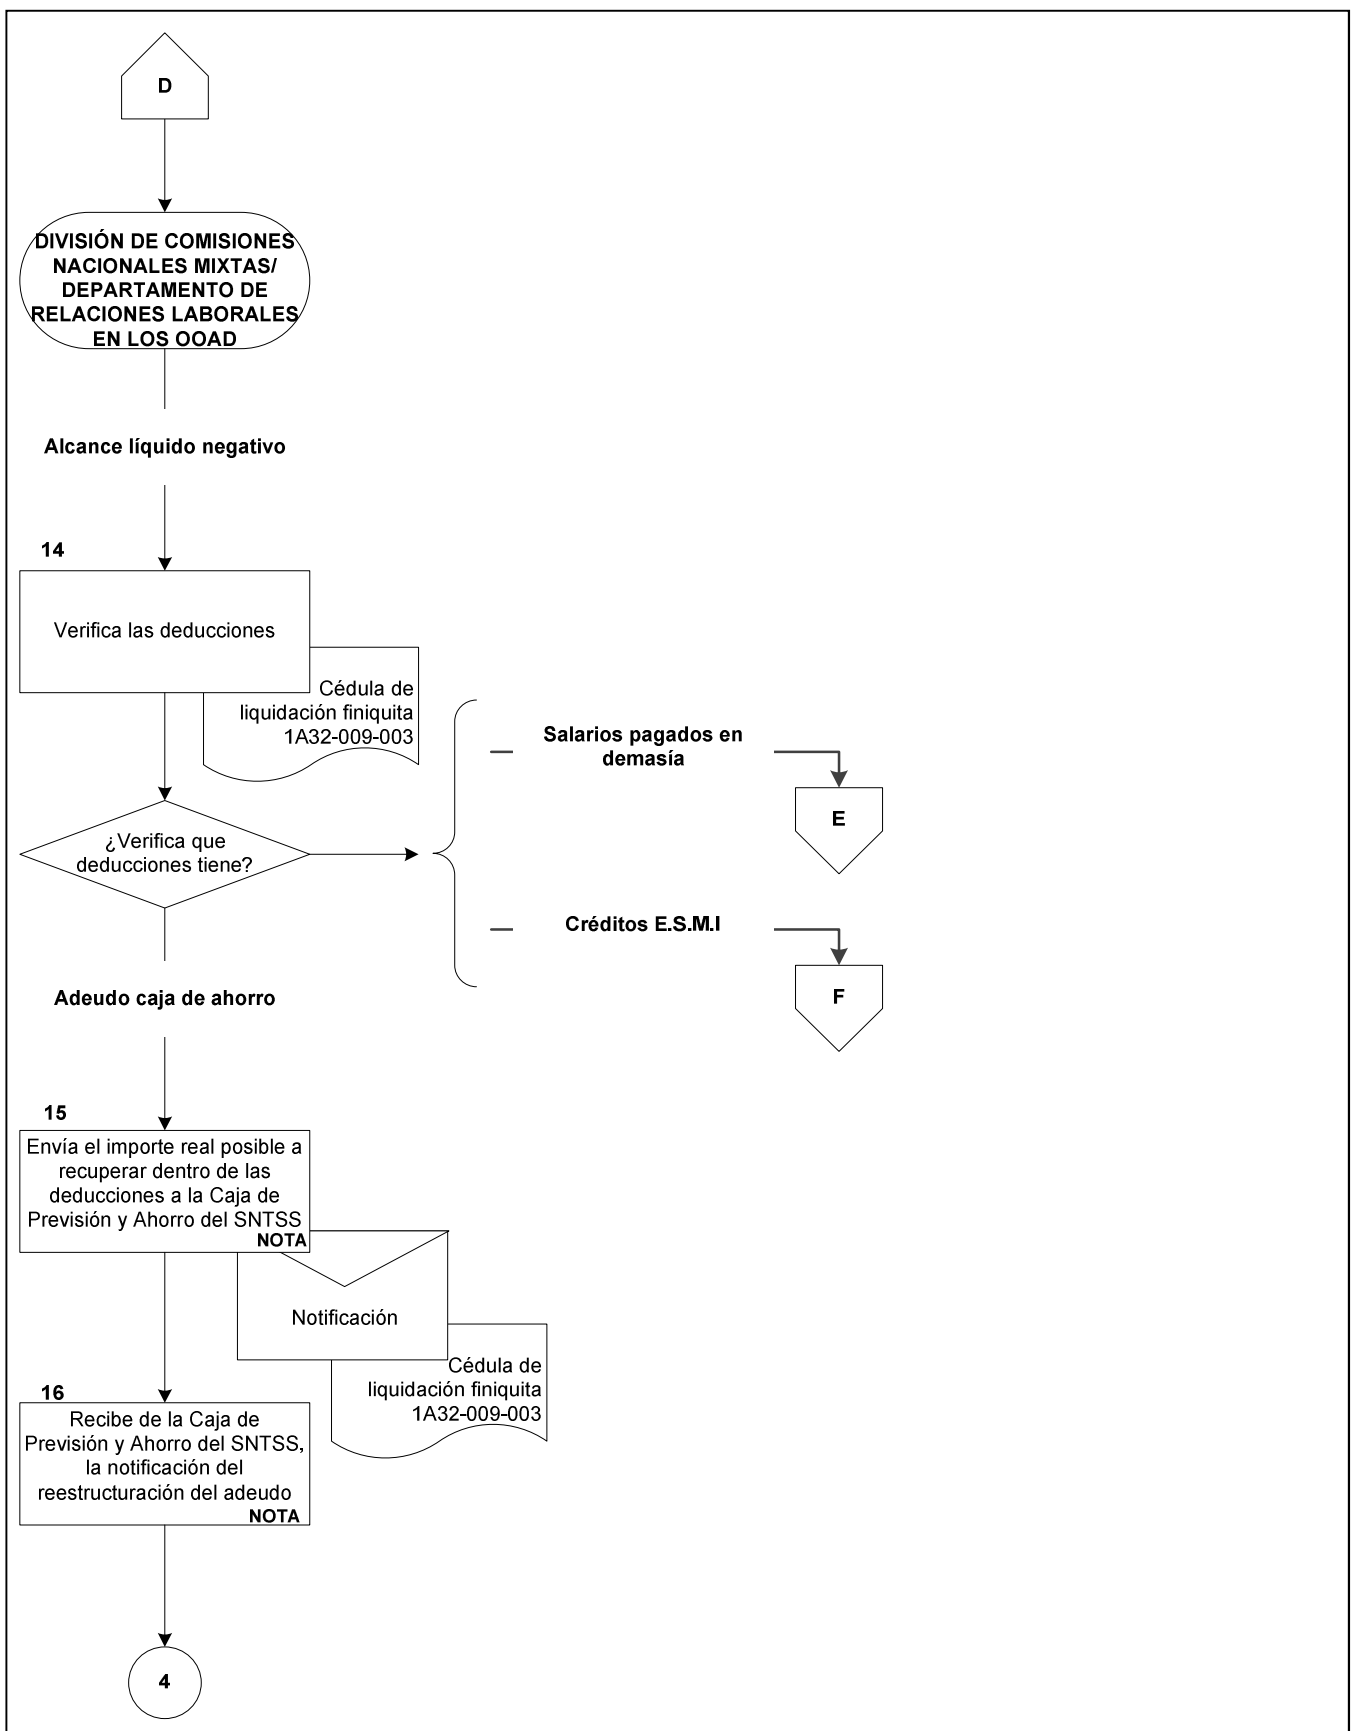 D
DIVISIÓN DE COMISIONES
NACIONALES MIXTAS/
DEPARTAMENTO DE
RELACIONES LABORALES
EN LOS OOAD
Alcance líquido negativo
14
Verifica las deducciones
Cédula de
liquidación finiquita
1A32-009-003
Salarios pagados en
demasía
E
¿Verifica que
deducciones tiene?
Créditos E.S.M.I
F
Adeudo caja de ahorro
15
Envía el importe real posible a
recuperar dentro de las
deducciones a la Caja de
Previsión y Ahorro del SNTSS
NOTA
Notificación
Cédula de
liquidación finiquita
1A32-009-003
16
Recibe de la Caja de
Previsión y Ahorro del SNTSS,
la notificación del
reestructuración del adeudo
NOTA
4